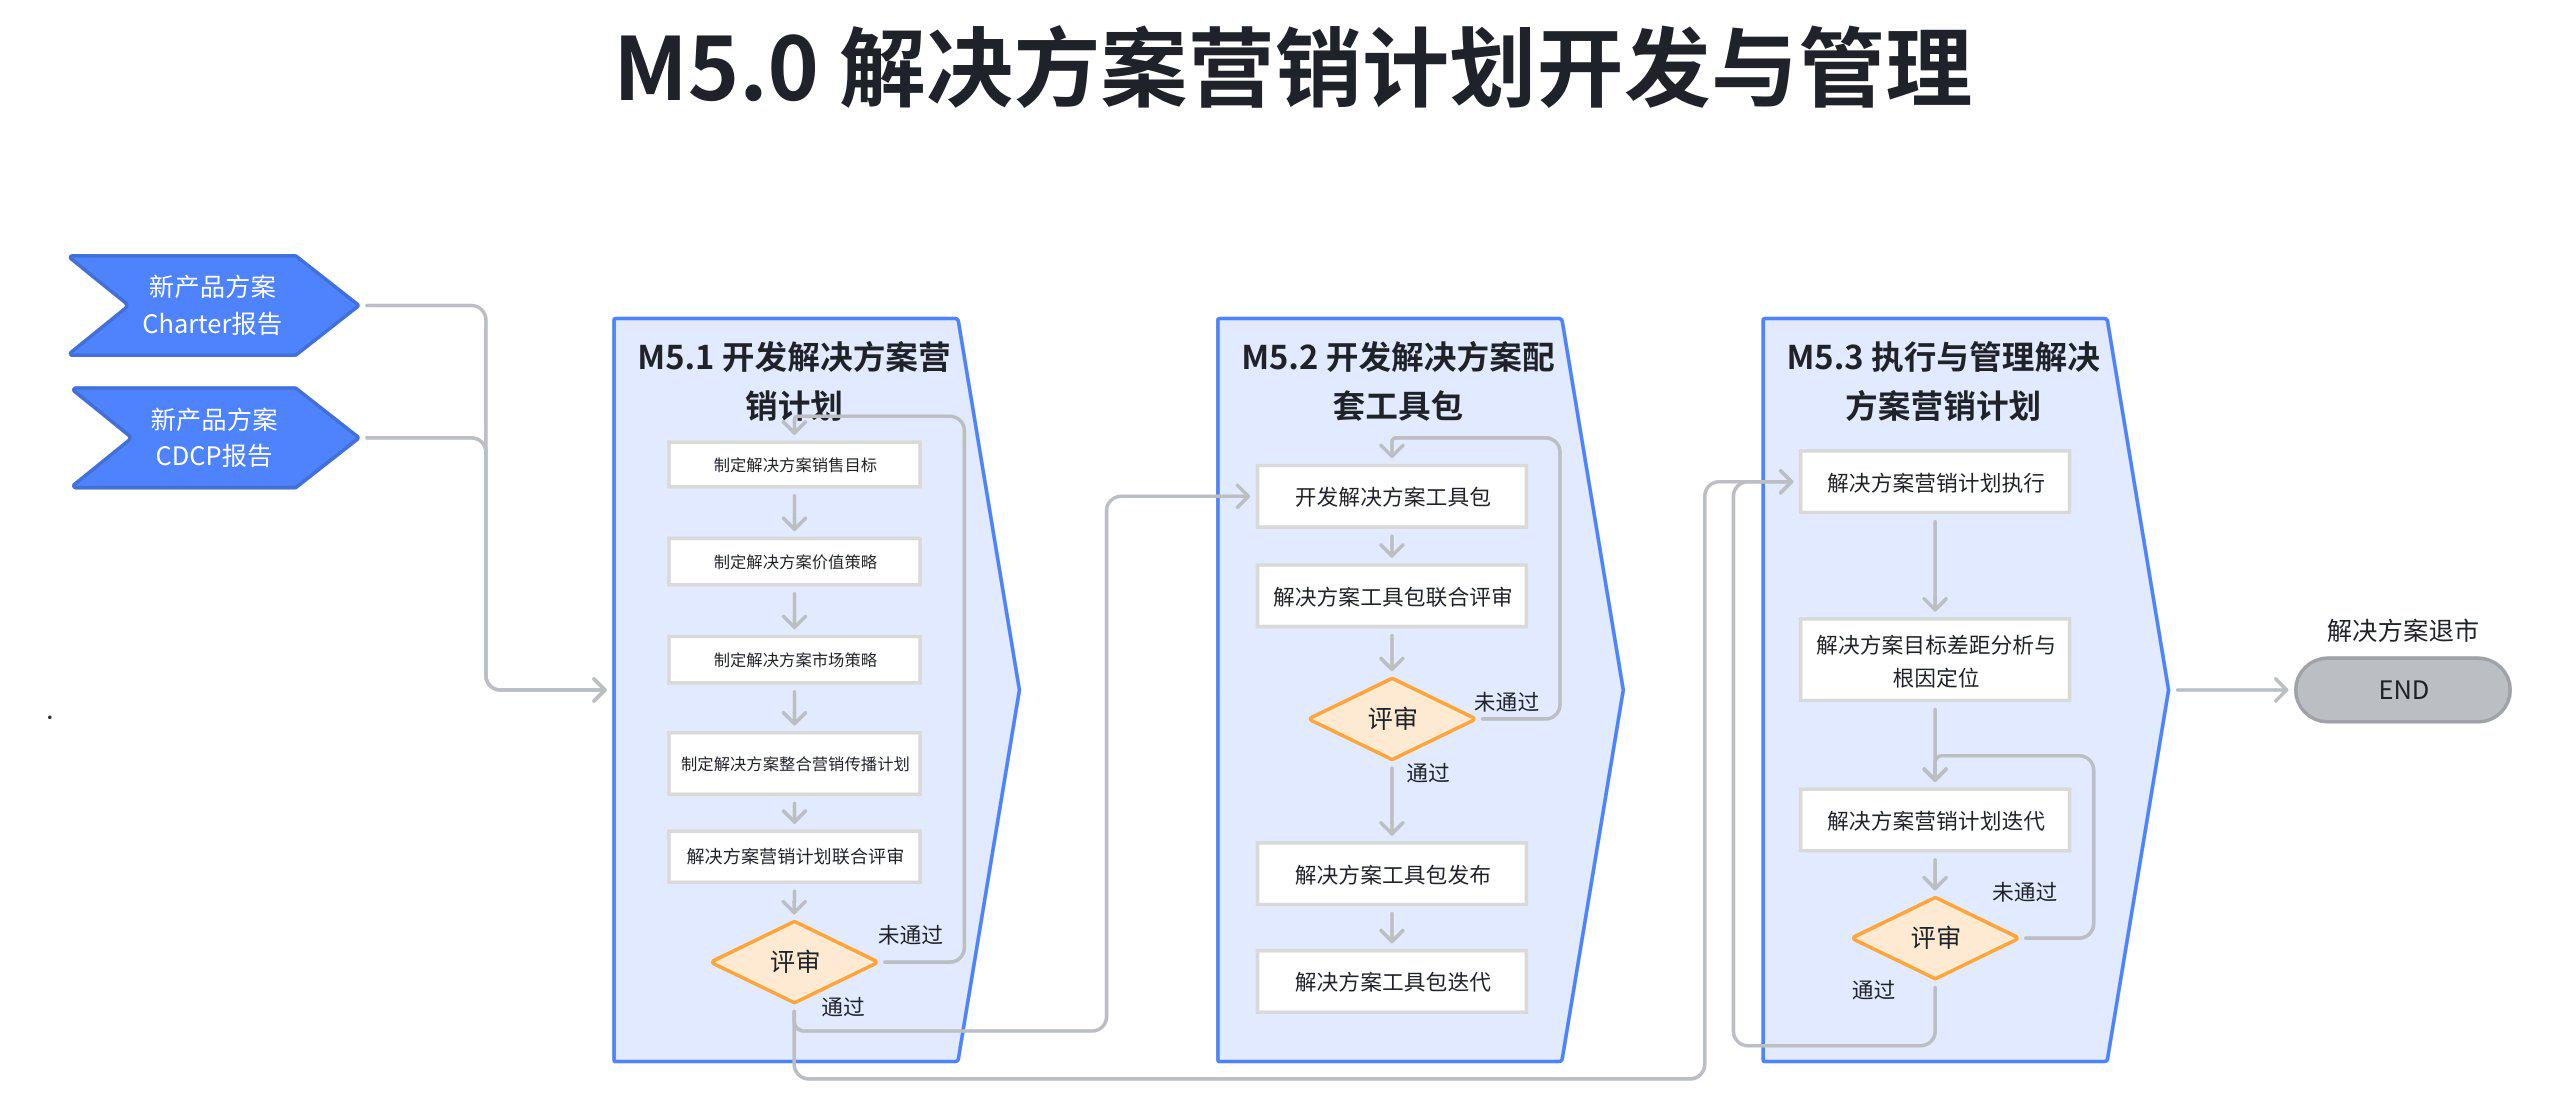 M5.0 解决方案营销计划开发与管理
新产品方案
Charter报告
新产品方案
CDCP报告
M5.1 开发解决方案营
销计划
制定解决方案销售目标
制定解决方案价值策略
制定解决方案市场策略
制定解决方案整合营销传播计划
解决方案营销计划联合评审
评审
未通过
通过
M5.2 开发解决方案配
套工具包
开发解决方案工具包
解决方案工具包联合评审
评审
未通过
通过
解决方案工具包发布
解决方案工具包迭代
M5.3 执行与管理解决
方案营销计划
解决方案营销计划执行
解决方案目标差距分析与
根因定位
解决方案营销计划迭代
评审
未通过
通过
解决方案退市
END
.